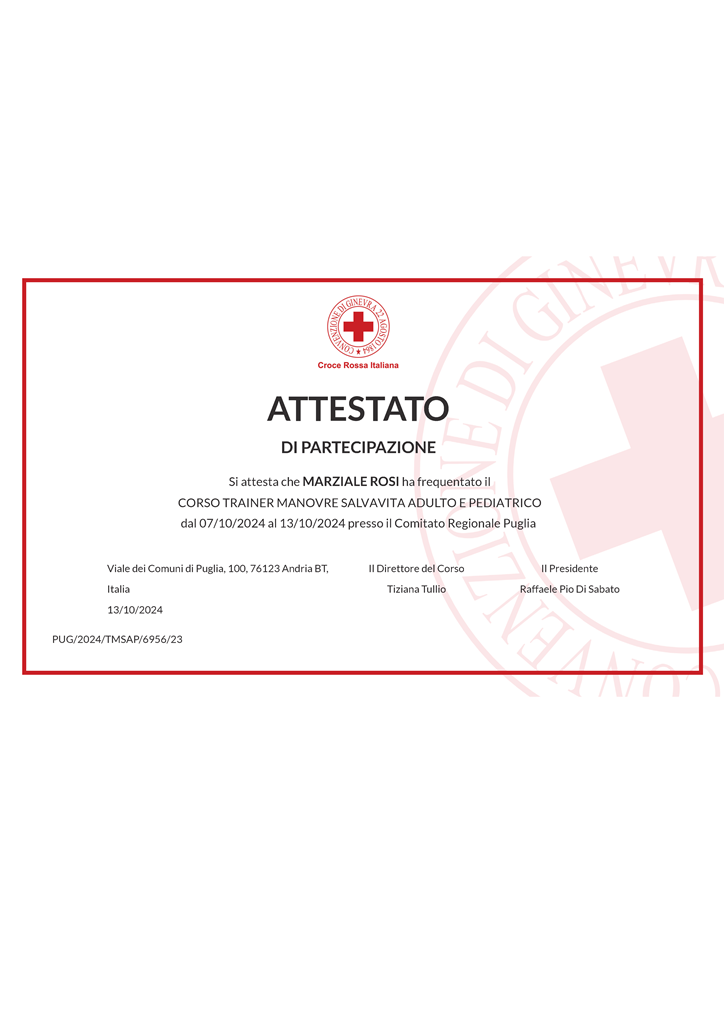 CONVENZIONE DI GINEVRA 22 AGOSTO 1864
Croce Rossa Italiana
ATTESTATO
DI PARTECIPAZIONE
Si attesta che MARZIALE ROSI ha frequentato il
CORSO TRAINER MANOVRE SALVAVITA ADULTO E PEDIATRICO
dal 07/10/2024 al 13/10/2024 presso il Comitato Regionale Puglia
Viale dei Comuni di Puglia, 100, 76123 Andria BT,
Italia
13/10/2024
Il Direttore del Corso
Tiziana Tullio
Il Presidente
Raffaele Pio Di Sabato
PUG/2024/TMSAP/6956/23
CONVENZIONE DI GINEVRA